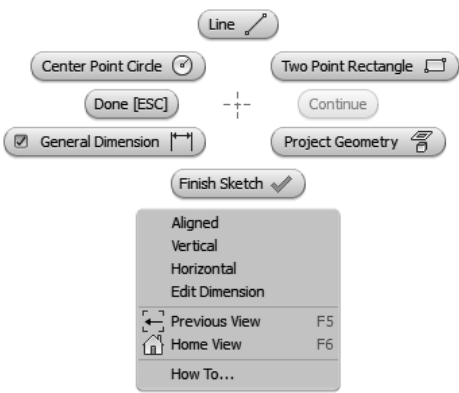 Line
Center Point Circle
Two Point Rectangle
Done [ESC]
Continue
General Dimension
Project Geometry
Finish Sketch
Aligned
Vertical
Horizontal
Edit Dimension
Previous View F5
Home View F6
How To...